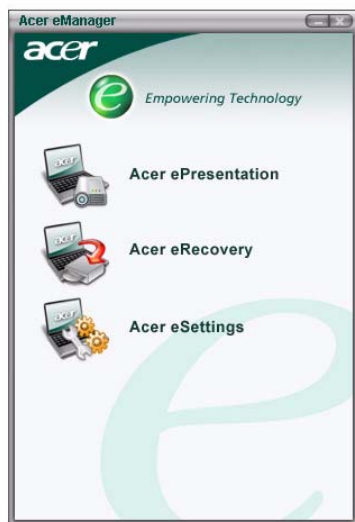 Acer eManager
acer
e Empowering Technology
Acer ePresentation
Acer eRecovery
Acer eSettings